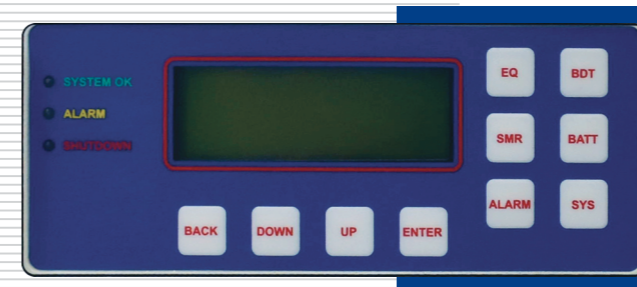 SYSTEM OK
ALARM
SHUTDOWN
EQ BDT
SMR BATT
ALARM SYS
BACK DOWN UP ENTER